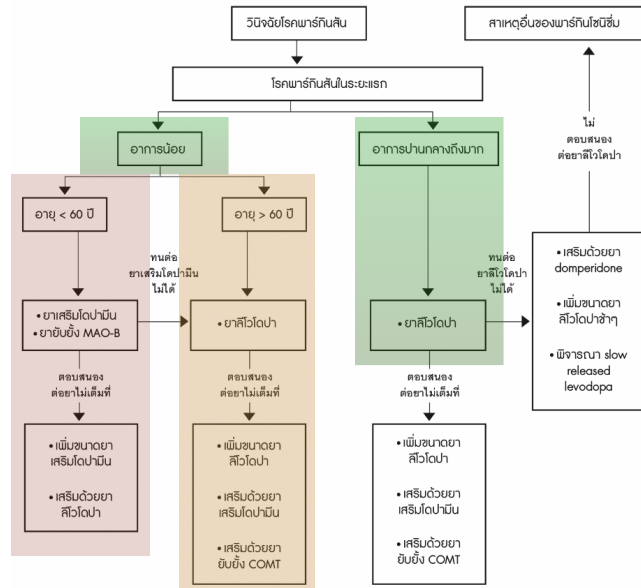 วินิจฉัยโรคพาร์กินสัน
สาเหตุอื่นของพาร์กินโซนิซึ่ม
โรคพาร์กินสันในระยะแรก
อาการน้อย
อาการปานกลางถึงมาก
ไม่
ตอบสนอง
ต่อยาลีโวโดปา
อายุ < 60 ปี
อายุ > 60 ปี
ทนต่อ
ยาเสริมโดปามีน
ไม่ได้
ทนต่อ
ยาลีโวโดปา
ไม่ได้
• ยาเสริมโดปามีน
• ยายับยั้ง MAO-B
• ยาลีโวโดปา
• ยาลีโวโดปา
• เสริมด้วยยา
domperidone
• เพิ่มขนาดยา
ลีโวโดปาช้าๆ
• พิจารณา slow
released
levodopa
ตอบสนอง
ต่อยาไม่เต็มที่
ตอบสนอง
ต่อยาไม่เต็มที่
ตอบสนอง
ต่อยาไม่เต็มที่
• เพิ่มขนาดยา
เสริมโดปามีน
• เสริมด้วยยา
ลีโวโดปา
• เพิ่มขนาดยา
ลีโวโดปา
• เสริมด้วยยา
เสริมโดปามีน
• เสริมด้วยยา
ยับยั้ง COMT
• เพิ่มขนาดยา
ลีโวโดปา
• เสริมด้วยยา
เสริมโดปามีน
• เสริมด้วยยา
ยับยั้ง COMT